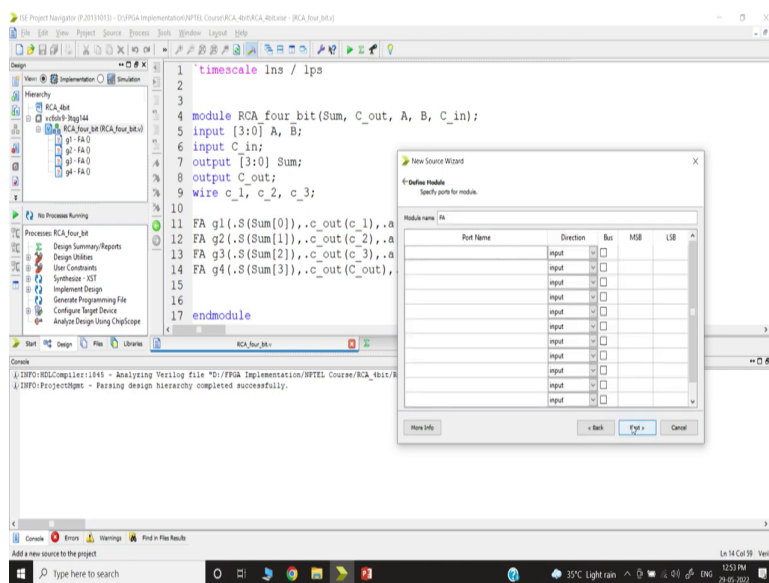 ISE Project Navigator (P.20131013) - D:\FPGA Implementation\NPTEL Course\RCA_4bit\RCA_4bit.xise - [RCA_four_bit.v]
File Edit View Project Source Process Tools Window Layout Help
Design
View: Implementation Simulation
Hierarchy
RCA_4bit
xc6slx9-3tqg144
RCA_four_bit (RCA_four_bit.v)
g1 - FA ()
g2 - FA ()
g3 - FA ()
g4 - FA ()
No Processes Running
Processes: RCA_four_bit
Design Summary/Reports
Design Utilities
User Constraints
Synthesize - XST
Implement Design
Generate Programming File
Configure Target Device
Analyze Design Using ChipScope
Start Design Files Libraries
1 `timescale 1ns / 1ps
2
3
4 module RCA_four_bit(Sum, C_out, A, B, C_in);
5 input [3:0] A, B;
6 input C_in;
7 output [3:0] Sum;
8 output C_out;
9 wire c_1, c_2, c_3;
10
11 FA g1(.S(Sum[0]),.c_out(c_1),.a
12 FA g2(.S(Sum[1]),.c_out(c_2),.a
13 FA g3(.S(Sum[2]),.c_out(c_3),.a
14 FA g4(.S(Sum[3]),.c_out(C_out),
15
16
17 endmodule
RCA_four_bit.v
New Source Wizard
Define Module
Specify ports for module.
Module name FA
Port Name Direction Bus MSB LSB
input
input
input
input
input
input
input
input
input
input
input
More Info < Back Next > Cancel
Console
INFO:HDLCompiler:1845 - Analyzing Verilog file "D:/FPGA Implementation/NPTEL Course/RCA_4bit/R
INFO:ProjectMgmt - Parsing design hierarchy completed successfully.
Console Errors Warnings Find in Files Results
Add a new source to the project
Ln 14 Col 59 Veri
Type here to search
35°C Light rain
ENG
12:53 PM
29-05-2022